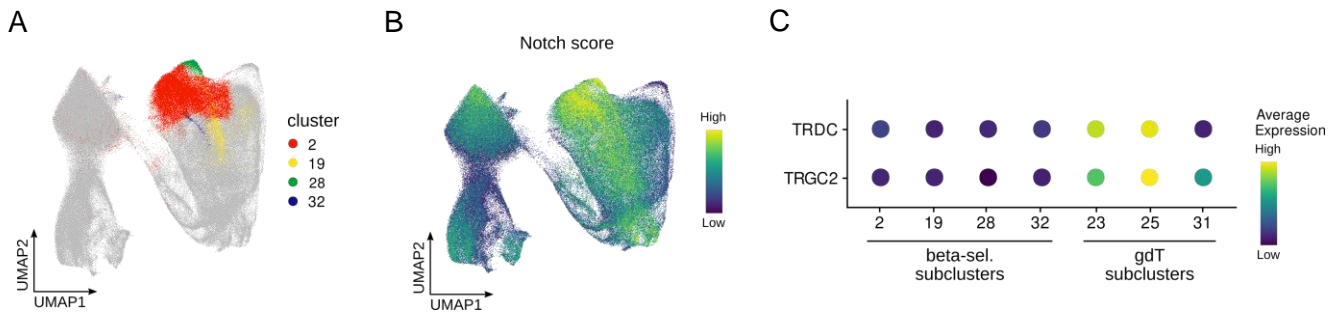 A
cluster
2
19
28
32
UMAP2
UMAP1
B
Notch score
High
Low
UMAP2
UMAP1
C
TRDC
TRGC2
2 19 28 32 23 25 31
beta-sel.
subclusters
gdT
subclusters
Average
Expression
High
Low